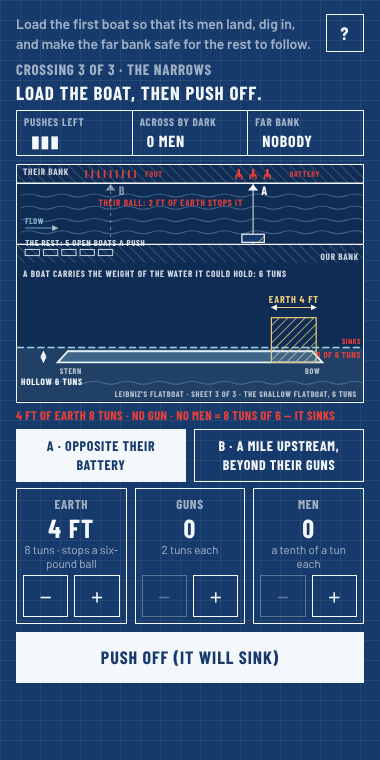 Load the first boat so that its men land, dig in,
and make the far bank safe for the rest to follow.
?
CROSSING 3 OF 3 · THE NARROWS
LOAD THE BOAT, THEN PUSH OFF.
PUSHES LEFT
ACROSS BY DARK
0 MEN
FAR BANK
NOBODY
THEIR BANK
FOOT
BATTERY
B
A
THEIR BALL: 2 FT OF EARTH STOPS IT
FLOW
THE REST: 5 OPEN BOATS A PUSH
OUR BANK
A BOAT CARRIES THE WEIGHT OF THE WATER IT COULD HOLD: 6 TUNS
EARTH 4 FT
SINKS
OF 6 TUNS
STERN
BOW
HOLLOW 6 TUNS
LEIBNIZ'S FLATBOAT · SHEET 3 OF 3 · THE SHALLOW FLATBOAT, 6 TUNS
4 FT OF EARTH 8 TUNS · NO GUN · NO MEN = 8 TUNS OF 6 — IT SINKS
A · OPPOSITE THEIR
BATTERY
B · A MILE UPSTREAM,
BEYOND THEIR GUNS
EARTH
4 FT
8 tuns · stops a six-
pound ball
− +
GUNS
0
2 tuns each
− +
MEN
0
a tenth of a tun
each
− +
PUSH OFF (IT WILL SINK)